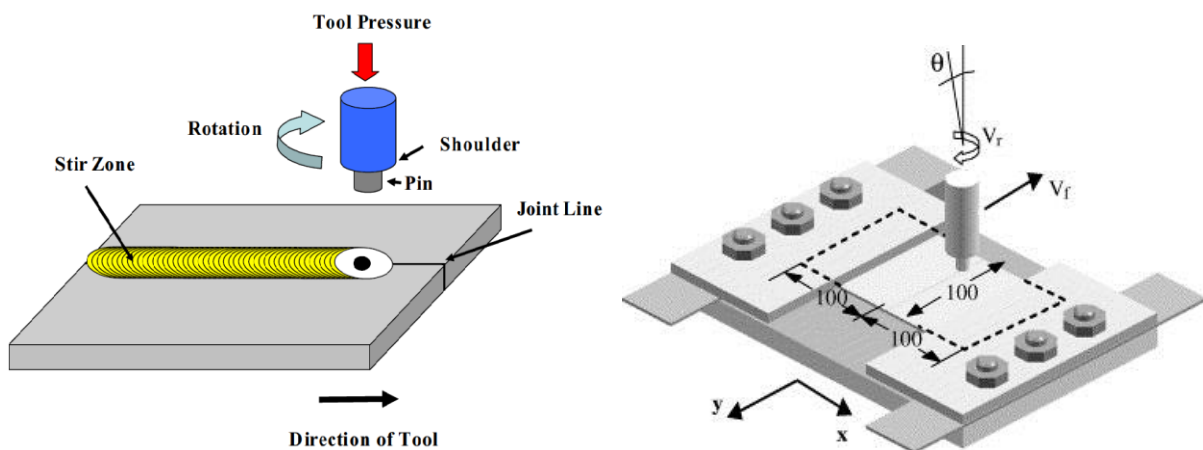 Tool Pressure
Rotation
Shoulder
Stir Zone
Pin
Joint Line
Direction of Tool
θ
Vr
Vf
100
100
100
y
x